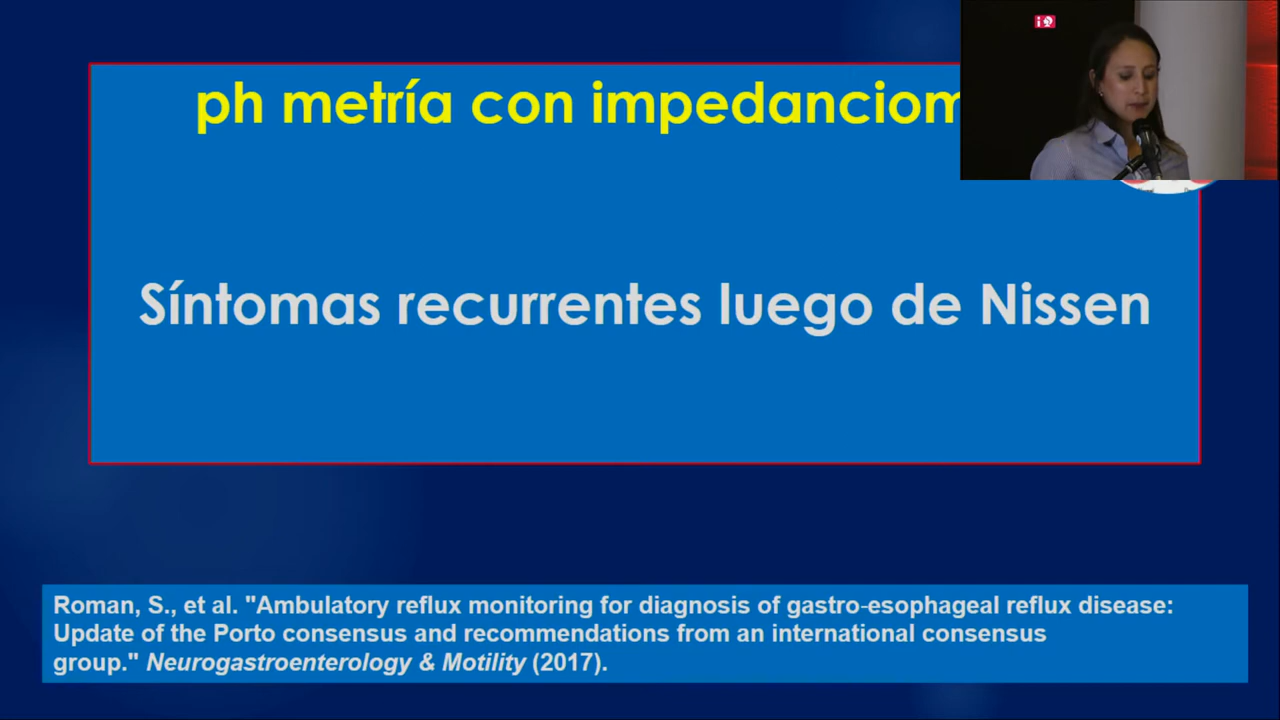 ph metría con impedanciom
Síntomas recurrentes luego de Nissen
Roman, S., et al. "Ambulatory reflux monitoring for diagnosis of gastro-esophageal reflux disease:
Update of the Porto consensus and recommendations from an international consensus
group." Neurogastroenterology & Motility (2017).